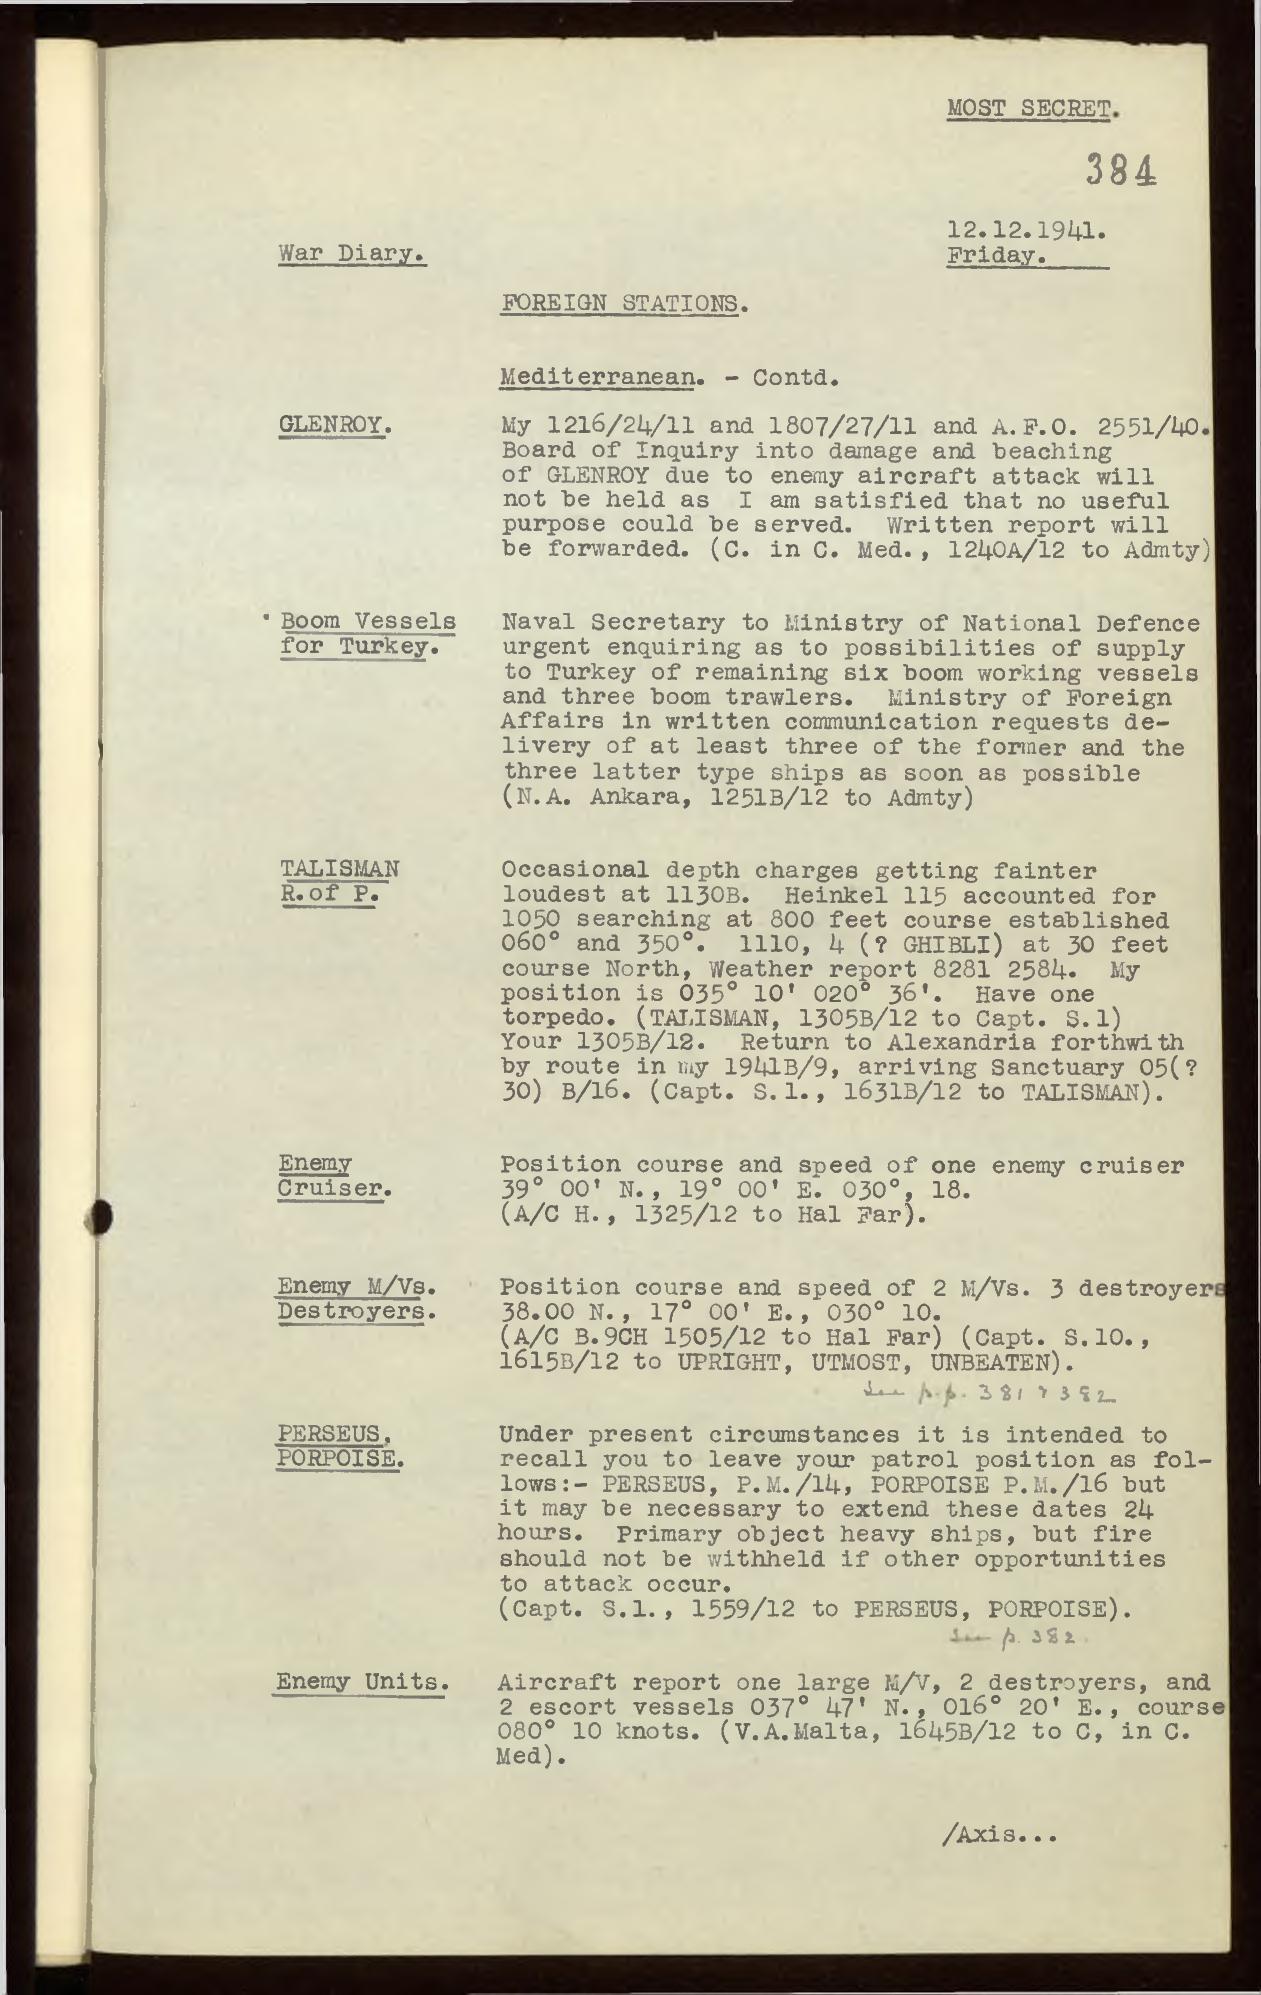 MOST SECRET.
384
12.12.1941.
War Diary.
Friday.
FOREIGN STATIONS.
Mediterranean. - Contd.
GLENROY.
My 1216/24/11 and 1807/27/11 and A.F.O. 2551/40.
Board of Inquiry into damage and beaching
of GLENROY due to enemy aircraft attack will
not be held as I am satisfied that no useful
purpose could be served. Written report will
be forwarded. (C. in C. Med., 1240A/12 to Admty)
Boom Vessels
for Turkey.
Naval Secretary to Ministry of National Defence
urgent enquiring as to possibilities of supply
to Turkey of remaining six boom working vessels
and three boom trawlers. Ministry of Foreign
Affairs in written communication requests de-
livery of at least three of the former and the
three latter type ships as soon as possible
(N.A. Ankara, 1251B/12 to Admty)
TALISMAN
R.of P.
Occasional depth charges getting fainter
loudest at 1130B. Heinkel 115 accounted for
1050 searching at 800 feet course established
060° and 350°. 1110, 4 (? GHIBLI) at 30 feet
course North, Weather report 8281 2584. My
position is 035° 10' 020° 36'. Have one
torpedo. (TALISMAN, 1305B/12 to Capt. S.1)
Your 1305B/12. Return to Alexandria forthwith
by route in my 1941B/9, arriving Sanctuary 05(?
30) B/16. (Capt. S.1., 1631B/12 to TALISMAN).
Enemy
Cruiser.
Position course and speed of one enemy cruiser
39° 00' N., 19° 00' E. 030°, 18.
(A/C H., 1325/12 to Hal Far).
Enemy M/Vs.
Destroyers.
Position course and speed of 2 M/Vs. 3 destroyers
38.00 N., 17° 00' E., 030° 10.
(A/C B.9CH 1505/12 to Hal Far) (Capt. S.10.,
1615B/12 to UPRIGHT, UTMOST, UNBEATEN).
See p.p. 381 & 382
PERSEUS,
PORPOISE.
Under present circumstances it is intended to
recall you to leave your patrol position as fol-
lows:- PERSEUS, P.M./14, PORPOISE P.M./16 but
it may be necessary to extend these dates 24
hours. Primary object heavy ships, but fire
should not be withheld if other opportunities
to attack occur.
(Capt. S.1., 1559/12 to PERSEUS, PORPOISE).
See p. 382
Enemy Units.
Aircraft report one large M/V, 2 destroyers, and
2 escort vessels 037° 47' N., 016° 20' E., course
080° 10 knots. (V.A.Malta, 1645B/12 to C, in C.
Med).
/Axis...